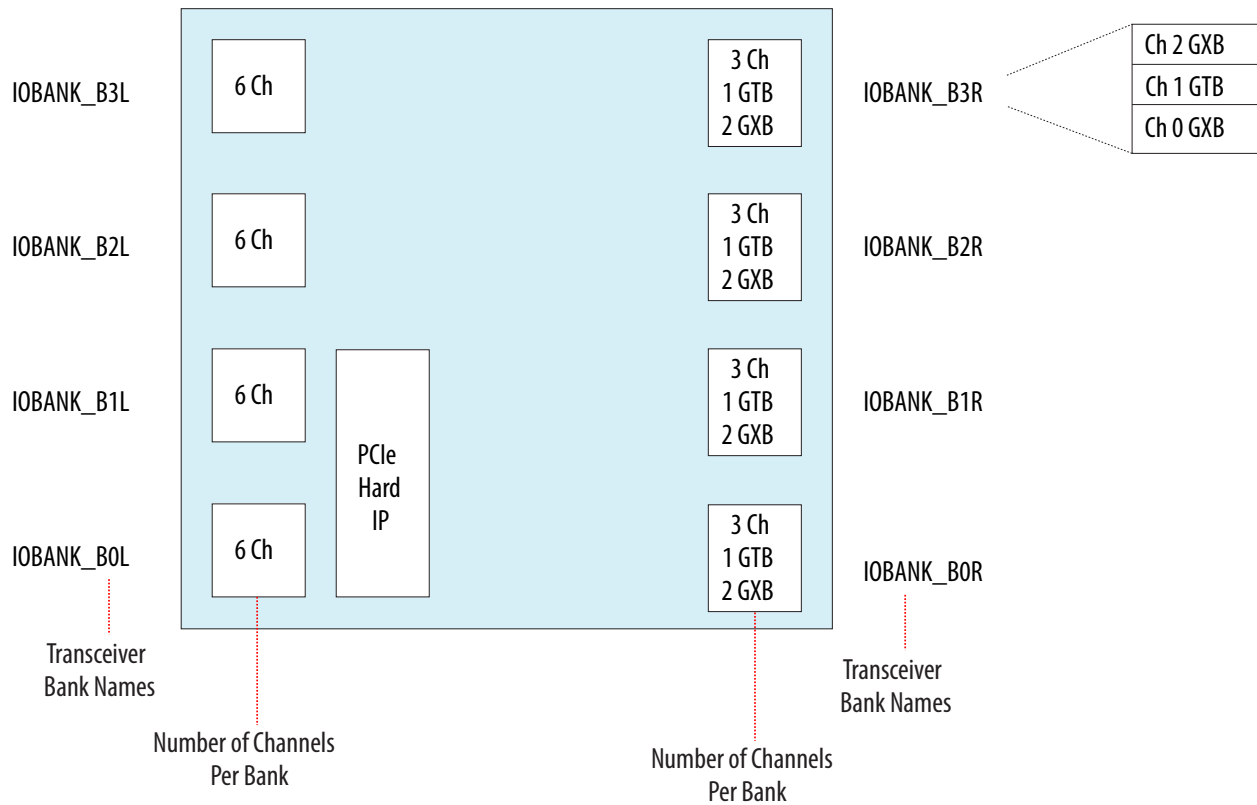 IOBANK_B3L
6 Ch
3 Ch
1 GTB
2 GXB
IOBANK_B3R
Ch 2 GXB
Ch 1 GTB
Ch 0 GXB
IOBANK_B2L
6 Ch
3 Ch
1 GTB
2 GXB
IOBANK_B2R
IOBANK_B1L
6 Ch
3 Ch
1 GTB
2 GXB
IOBANK_B1R
PCIe
Hard
IP
IOBANK_B0L
6 Ch
3 Ch
1 GTB
2 GXB
IOBANK_B0R
Transceiver
Bank Names
Transceiver
Bank Names
Number of Channels
Per Bank
Number of Channels
Per Bank